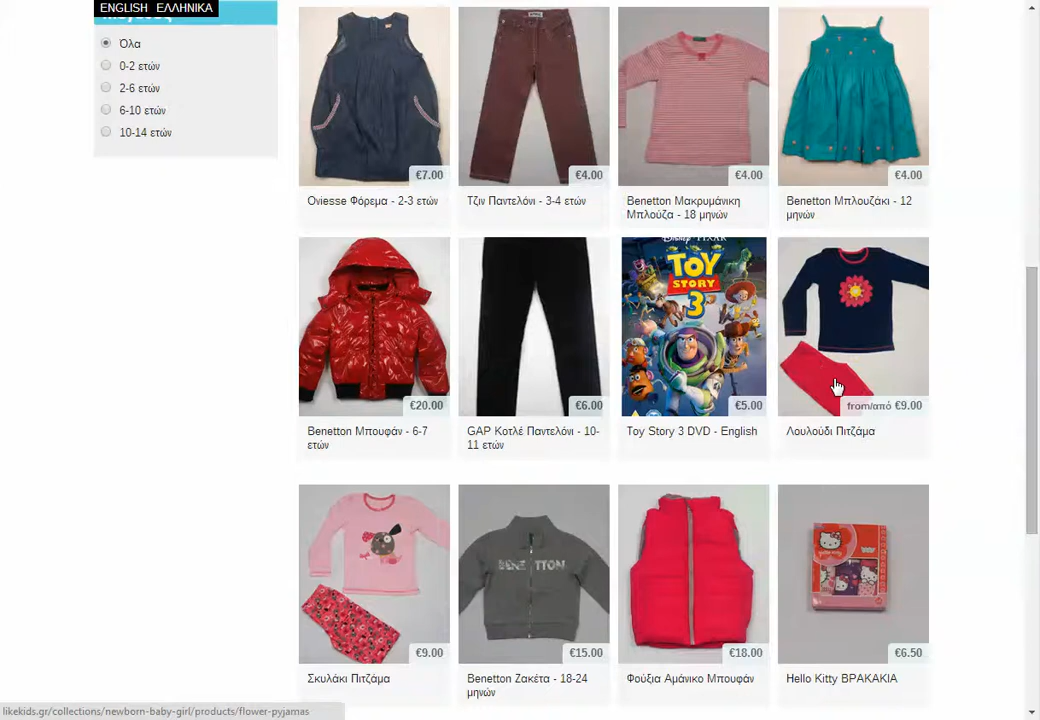 ENGLISH ΕΛΛΗΝΙΚΑ
Όλα
0-2 ετών
2-6 ετών
6-10 ετών
10-14 ετών
€7.00
€4.00
€4.00
€4.00
Oviesse Φόρεμα - 2-3 ετών
Τζιν Παντελόνι - 3-4 ετών
Benetton Μακρυμάνικη
Μπλούζα - 18 μηνών
Benetton Μπλουζάκι - 12
μηνών
TOY
STORY
3
€20.00
€6.00
€5.00
from/από €9.00
Benetton Μπουφάν - 6-7
ετών
GAP Κοτλέ Παντελόνι - 10-
11 ετών
Toy Story 3 DVD - English
Λουλούδι Πιτζάμα
BENE TTON
€9.00
€15.00
€18.00
€6.50
Σκυλάκι Πιτζάμα
Benetton Ζακέτα - 18-24
μηνών
Φούξια Αμάνικο Μπουφάν
Hello Kitty ΒΡΑΚΑΚΙΑ
likekids.gr/collections/newborn-baby-girl/products/flower-pyjamas